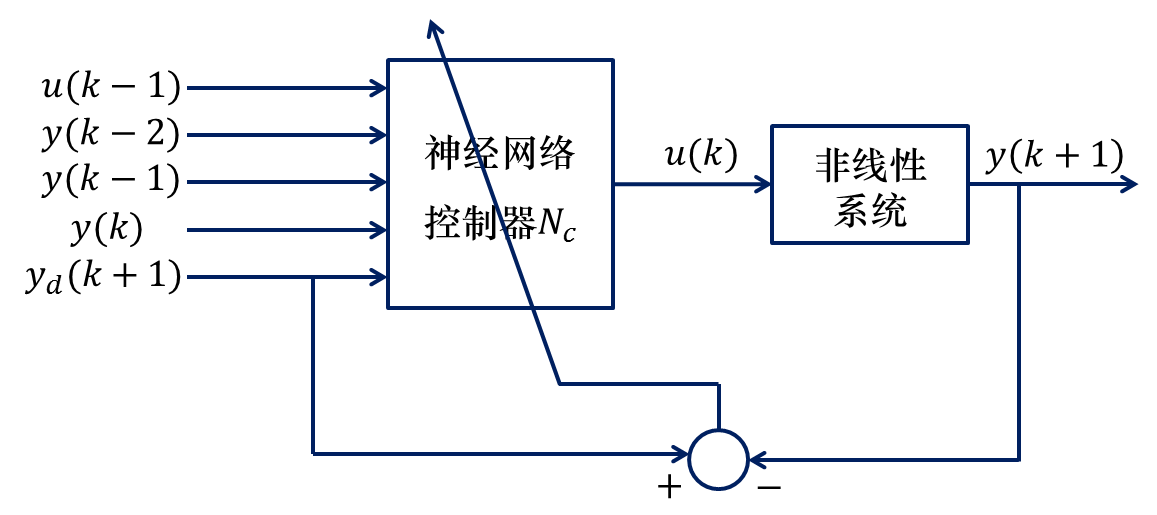 u(k − 1)
y(k − 2)
y(k − 1)
y(k)
y_d(k + 1)
神经网络
控制器N_c
u(k)
非线性
系统
y(k + 1)
+
−